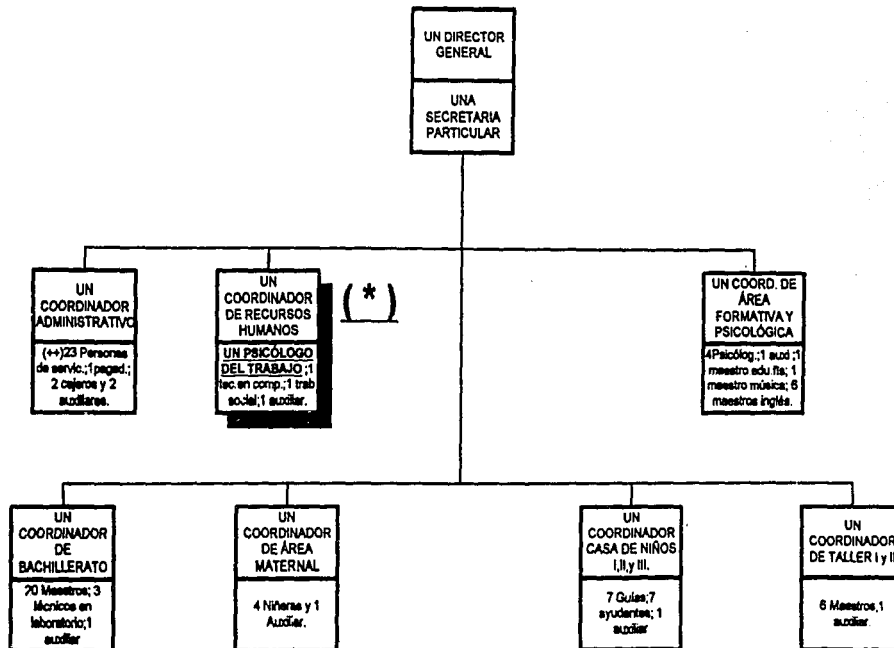 UN DIRECTOR
GENERAL
UNA
SECRETARIA
PARTICULAR
UN
COORDINADOR
ADMINISTRATIVO
(++)23 Personas
de servic.;1pagad.;
2 cajeros y 2
auxiliares.
UN
COORDINADOR
DE RECURSOS
HUMANOS
UN PSICÓLOGO
DEL TRABAJO ;1
tec.en comp.;1 trab
social;1 auxiliar.
(*)
UN COORD. DE
ÁREA
FORMATIVA Y
PSICOLÓGICA
4Psicólog.;1 auxil ;1
maestro edu.fis; 1
maestro música; 6
maestros inglés.
UN
COORDINADOR
DE
BACHILLERATO
20 Maestros; 3
técnicos en
laboratorio;1
auxiliar
UN
COORDINADOR
DE ÁREA
MATERNAL
4 Niñeras y 1
Auxiliar.
UN
COORDINADOR
CASA DE NIÑOS
I,II,y III.
7 Guías;7
ayudantes; 1
auxiliar
UN
COORDINADOR
DE TALLER I y II
6 Maestros,1
auxiliar.